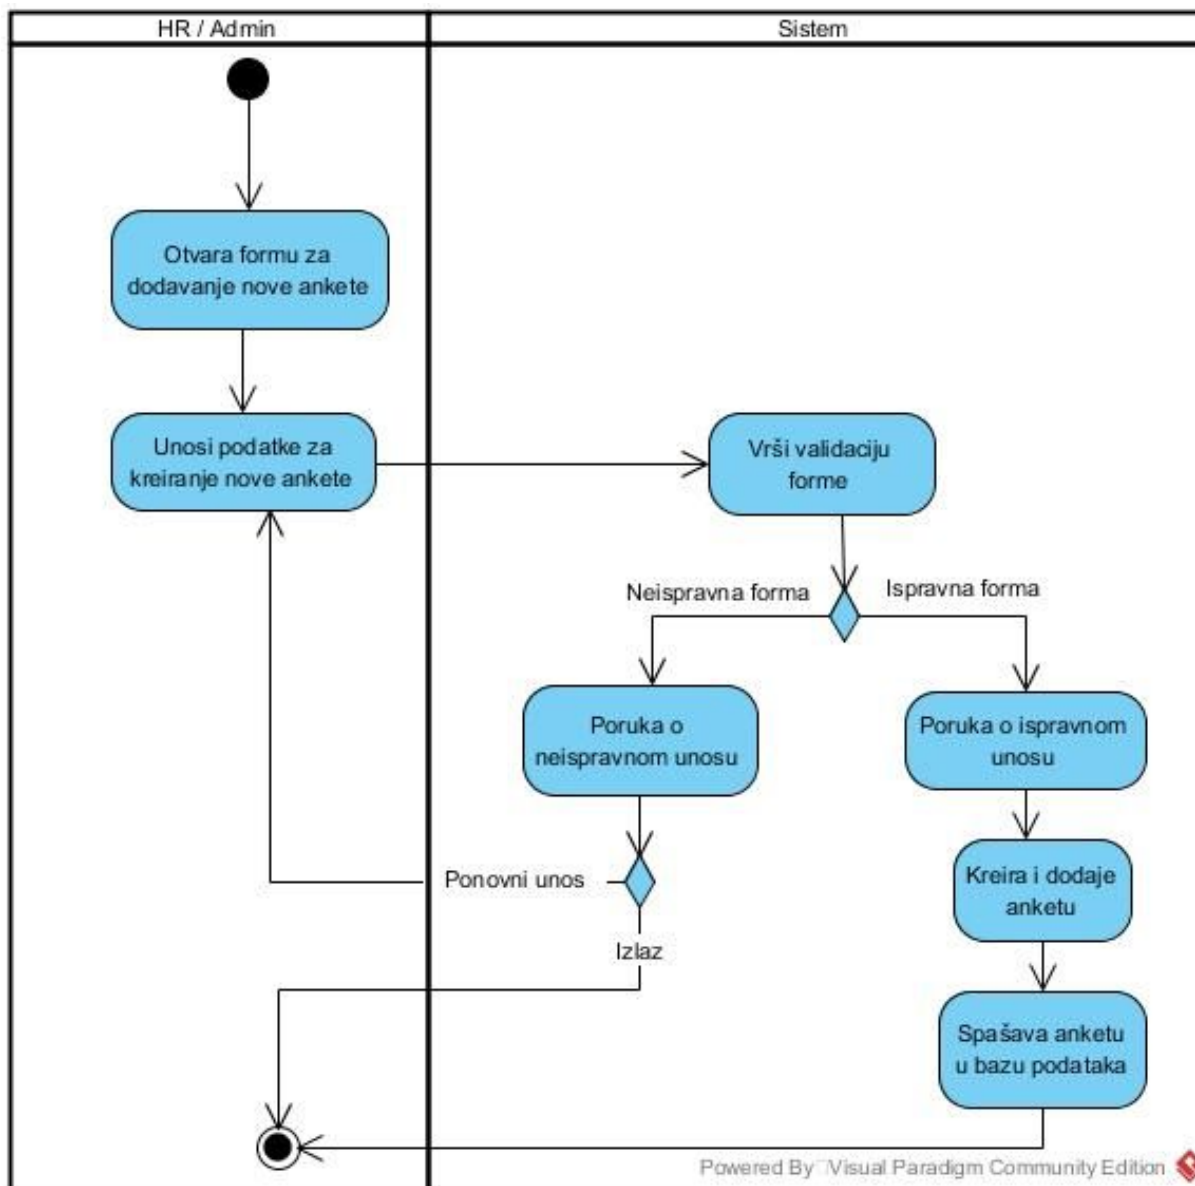 HR / Admin
Sistem
Otvara formu za
dodavanje nove ankete
Unosi podatke za
kreiranje nove ankete
Vrši validaciju
forme
Neispravna forma
Ispravna forma
Poruka o
neispravnom unosu
Poruka o ispravnom
unosu
Kreira i dodaje
anketu
Ponovni unos
Izlaz
Spašava anketu
u bazu podataka
Powered By Visual Paradigm Community Edition